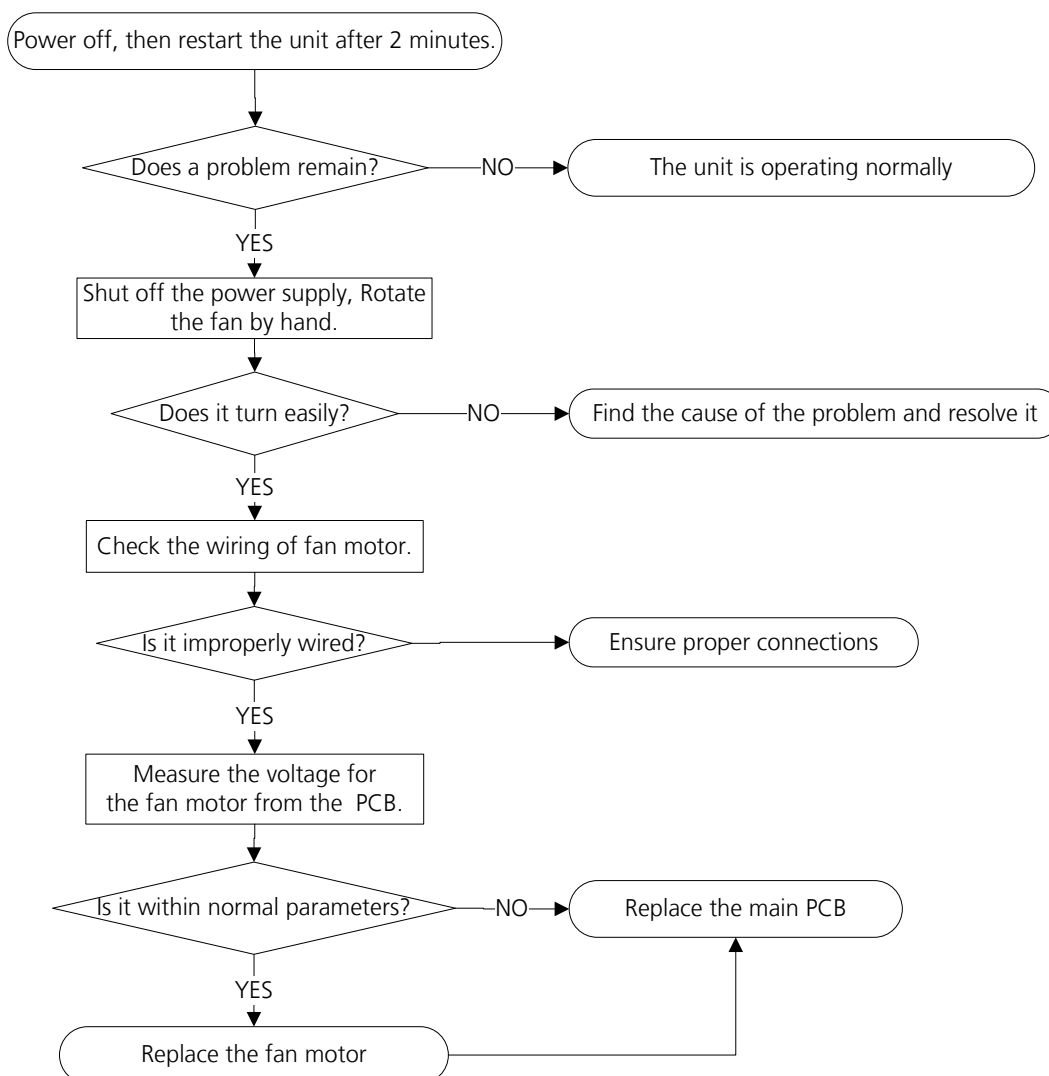 Power off, then restart the unit after 2 minutes.
Does a problem remain?
NO
The unit is operating normally
YES
Shut off the power supply, Rotate
the fan by hand.
Does it turn easily?
NO
Find the cause of the problem and resolve it
YES
Check the wiring of fan motor.
Is it improperly wired?
Ensure proper connections
YES
Measure the voltage for
the fan motor from the PCB.
Is it within normal parameters?
NO
Replace the main PCB
YES
Replace the fan motor